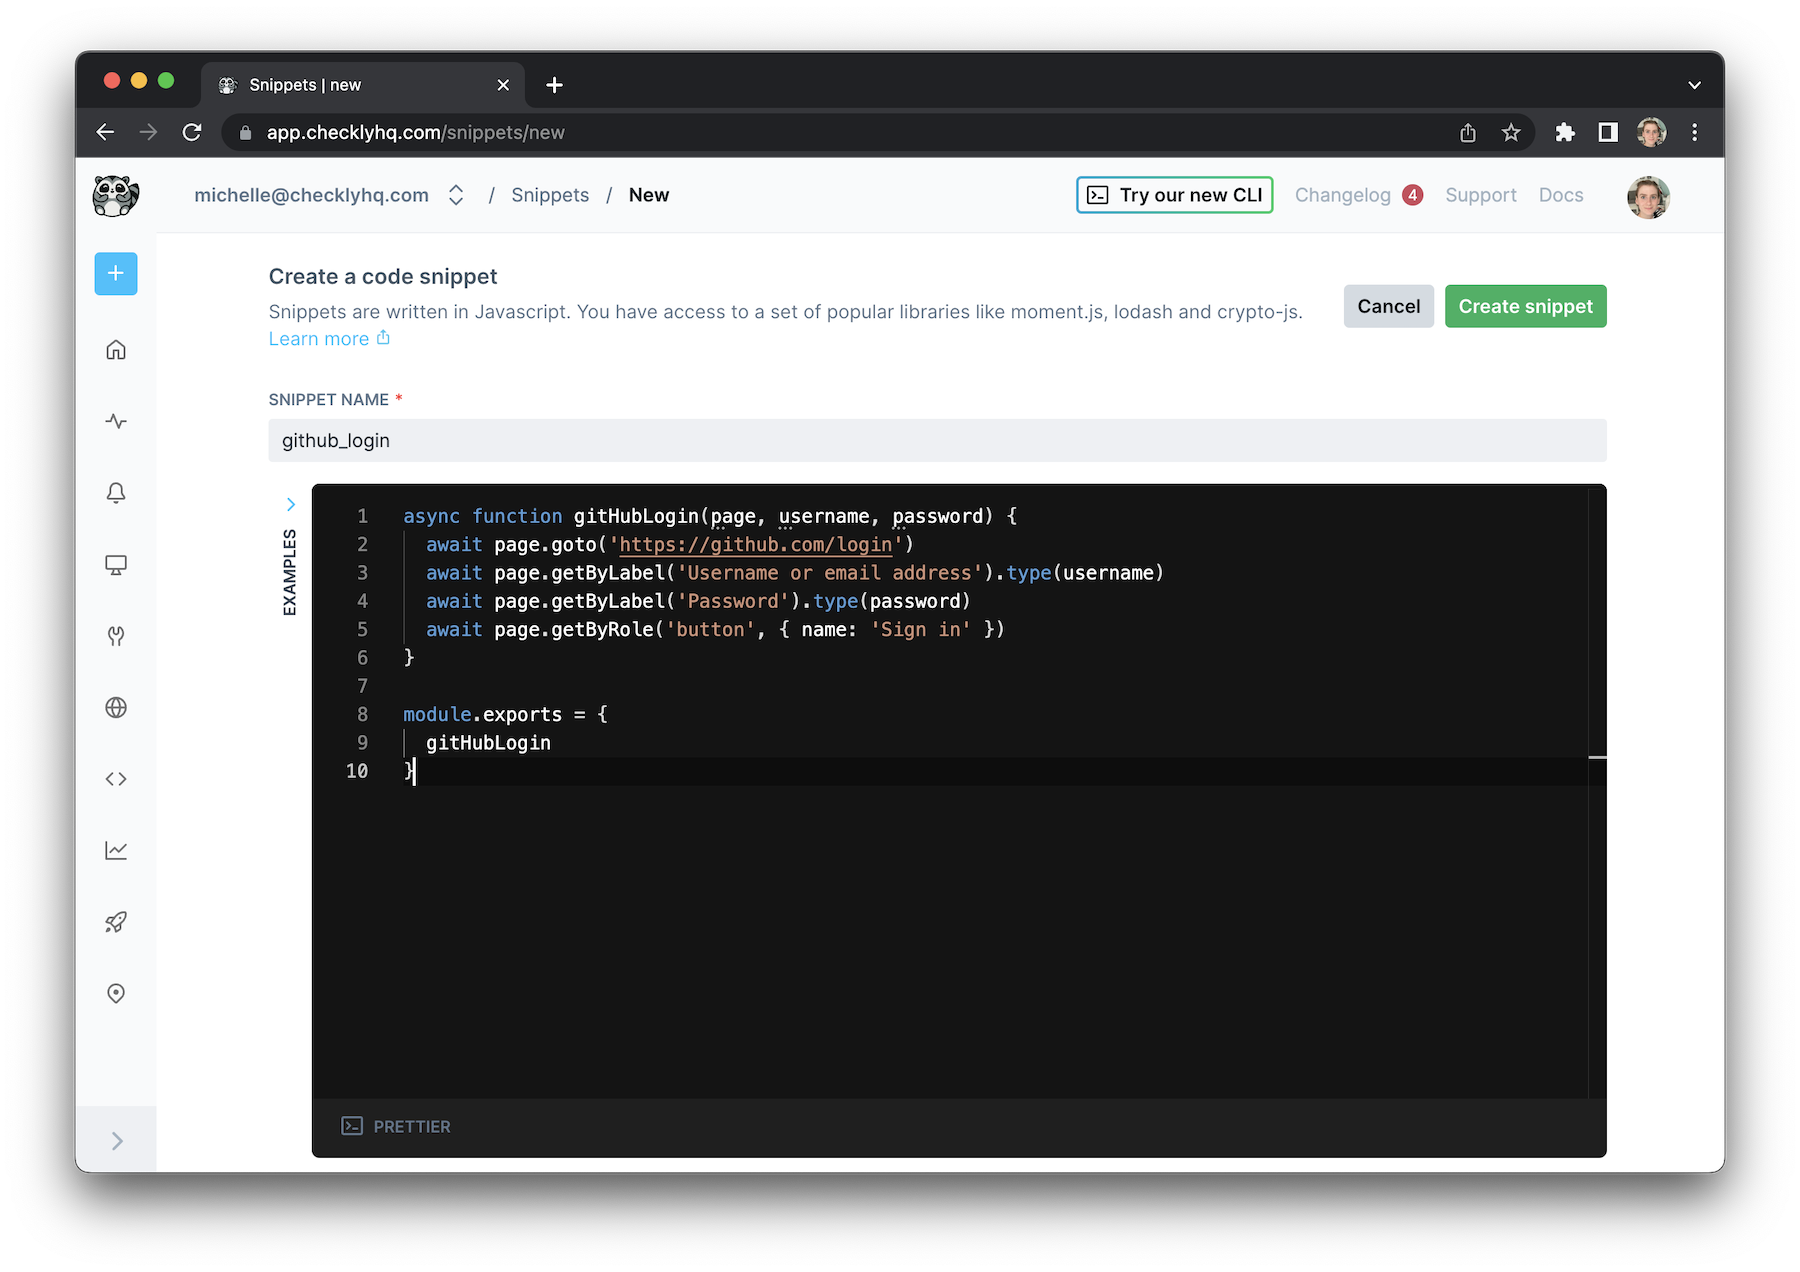 Snippets | new
app.checklyhq.com/snippets/new
michelle@checklyhq.com / Snippets / New
Try our new CLI
Changelog 4
Support
Docs
Create a code snippet
Snippets are written in Javascript. You have access to a set of popular libraries like moment.js, lodash and crypto-js.
Learn more
Cancel
Create snippet
SNIPPET NAME *
github_login
EXAMPLES
1 async function gitHubLogin(page, username, password) {
2 await page.goto('https://github.com/login')
3 await page.getByLabel('Username or email address').type(username)
4 await page.getByLabel('Password').type(password)
5 await page.getByRole('button', { name: 'Sign in' })
6 }
7
8 module.exports = {
9 gitHubLogin
10 }
PRETTIER